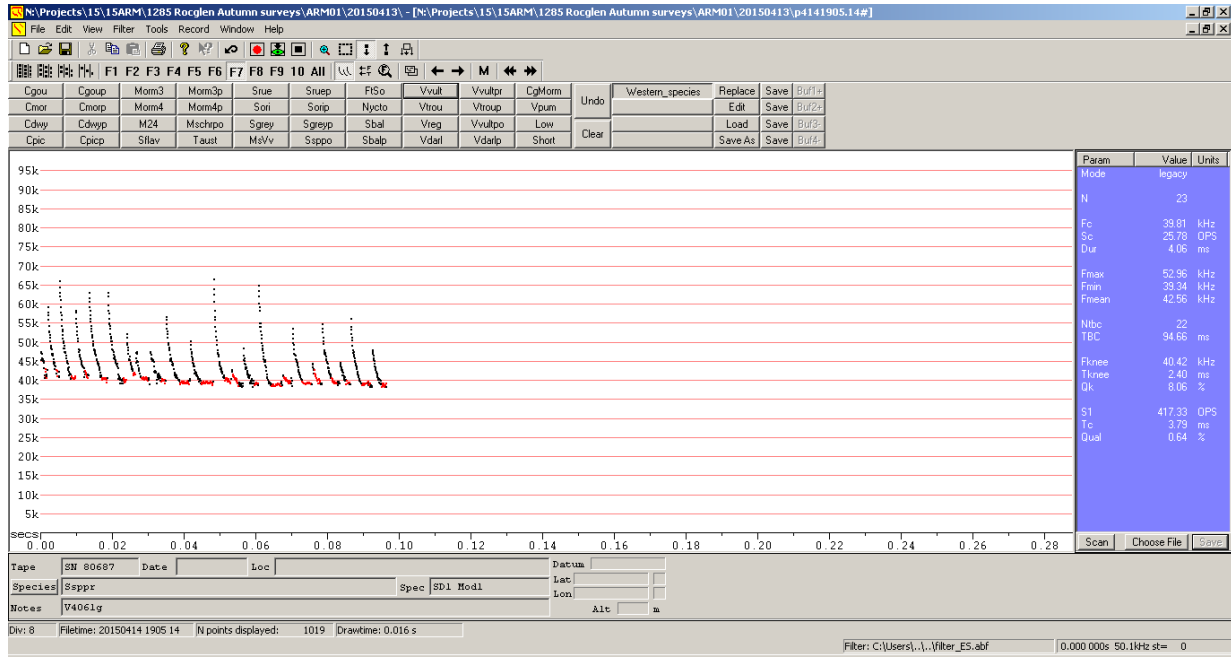 N:\Projects\15\15ARM\1285 Rocglen Autumn surveys\ARM01\20150413\ - [N:\Projects\15\15ARM\1285 Rocglen Autumn surveys\ARM01\20150413\p4141905.14#]
File Edit View Filter Tools Record Window Help
F1 F2 F3 F4 F5 F6 F7 F8 F9 10 All M
Cgou Cgoup Morm3 Morm3p Srue Sruep FtSo Vvult Vvultpr CgMorm Undo Western_species Replace Save Buf1+
Cmor Cmorp Morm4 Morm4p Sori Sorip Nycto Vtrou Vtroup Vpum Edit Save Buf2+
Cdwy Cdwyp M24 Mschrpo Sgrey Sgreyp Sbal Vreg Vvultpo Low Clear Load Save Buf3-
Cpic Cpicp Sflav Taust MsVv Ssppo Sbalp Vdarl Vdarlp Short Save As Save Buf4-
Param Value Units
Mode legacy
N 23
Fc 39.81 kHz
Sc 25.78 OPS
Dur 4.06 ms
Fmax 52.96 kHz
Fmin 39.34 kHz
Fmean 42.56 kHz
Ntbc 22
TBC 94.66 ms
Fknee 40.42 kHz
Tknee 2.40 ms
Qk 8.06 %
S1 417.33 OPS
Tc 3.79 ms
Qual 0.64 %
95k
90k
85k
80k
75k
70k
65k
60k
55k
50k
45k
40k
35k
30k
25k
20k
15k
10k
5k
secs
0.00 0.02 0.04 0.06 0.08 0.10 0.12 0.14 0.16 0.18 0.20 0.22 0.24 0.26 0.28
Scan Choose File Save
Tape SN 80687 Date Loc Datum
Species Ssppr Spec SD1 Mod1 Lat
Lon
Notes V4061g Alt m
Div: 8 Filetime: 20150414 1905 14 N points displayed: 1019 Drawtime: 0.016 s
Filter: C:\Users\..\..\filter_ES.abf 0.000 000s 50.1kHz st= 0